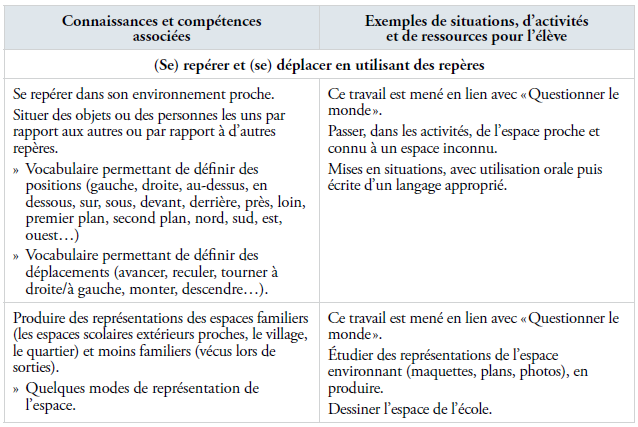 Connaissances et compétences
associées
Exemples de situations, d’activités
et de ressources pour l’élève
(Se) repérer et (se) déplacer en utilisant des repères
Se repérer dans son environnement proche.
Situer des objets ou des personnes les uns par
rapport aux autres ou par rapport à d’autres
repères.
» Vocabulaire permettant de définir des
positions (gauche, droite, au-dessus, en
dessous, sur, sous, devant, derrière, près, loin,
premier plan, second plan, nord, sud, est,
ouest…)
» Vocabulaire permettant de définir des
déplacements (avancer, reculer, tourner à
droite/à gauche, monter, descendre…).
Ce travail est mené en lien avec « Questionner le
monde ».
Passer, dans les activités, de l’espace proche et
connu à un espace inconnu.
Mises en situations, avec utilisation orale puis
écrite d’un langage approprié.
Produire des représentations des espaces familiers
(les espaces scolaires extérieurs proches, le village,
le quartier) et moins familiers (vécus lors de
sorties).
» Quelques modes de représentation de
l’espace.
Ce travail est mené en lien avec « Questionner le
monde ».
Étudier des représentations de l’espace
environnant (maquettes, plans, photos), en
produire.
Dessiner l’espace de l’école.